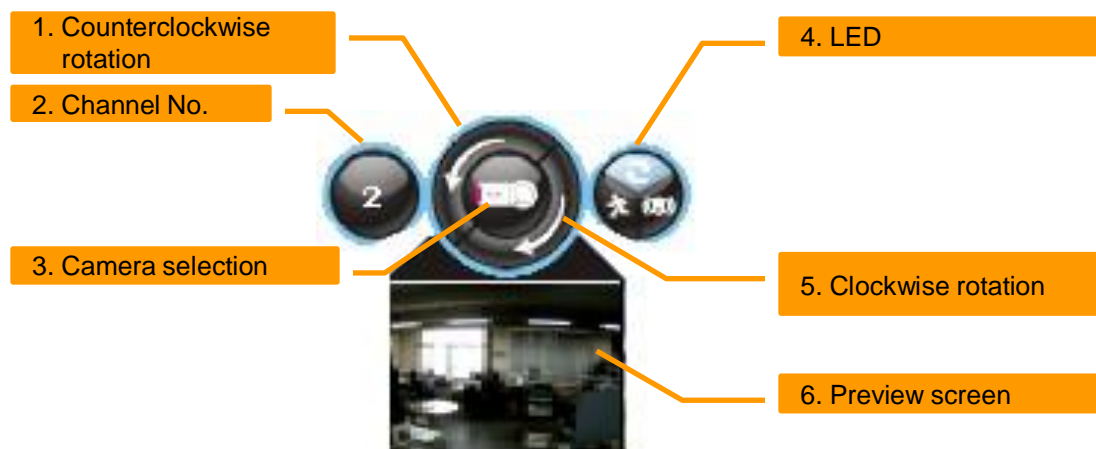 1. Counterclockwise
rotation
2. Channel No.
3. Camera selection
4. LED
5. Clockwise rotation
6. Preview screen
2